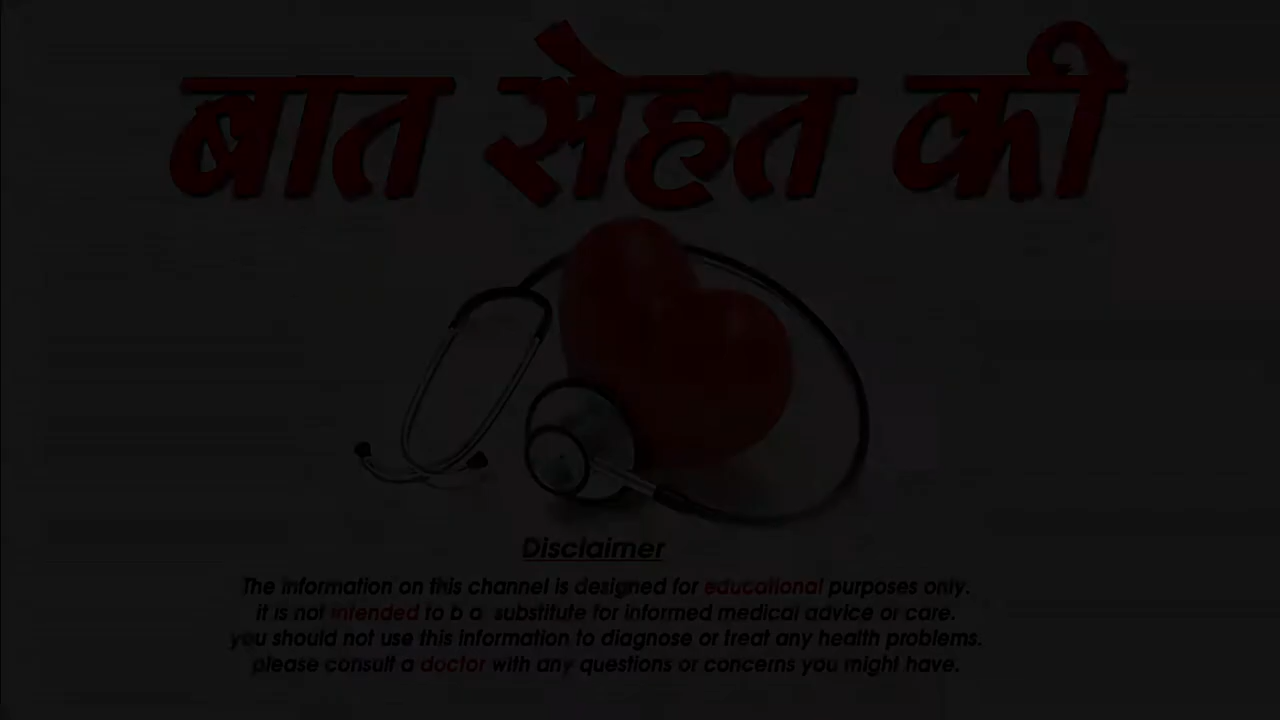 बात सेहत की
Disclaimer
The information on this channel is designed for educational purposes only.
it is not intended to b a substitute for informed medical advice or care.
you should not use this information to diagnose or treat any health problems.
please consult a doctor with any questions or concerns you might have.